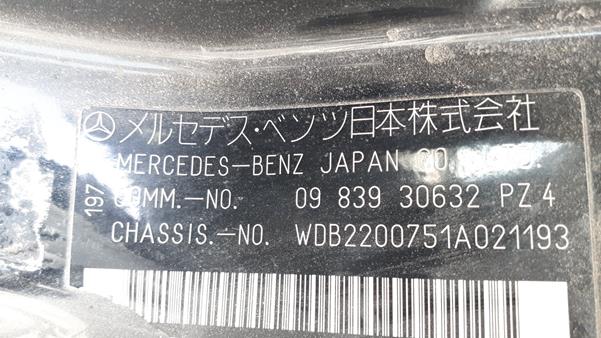 メルセデス・ベンツ日本株式会社
MERCEDES-BENZ JAPAN CO., LTD.
197 COMM.-NO. 09 839 30632 PZ 4
CHASSIS.-NO. WDB2200751A021193